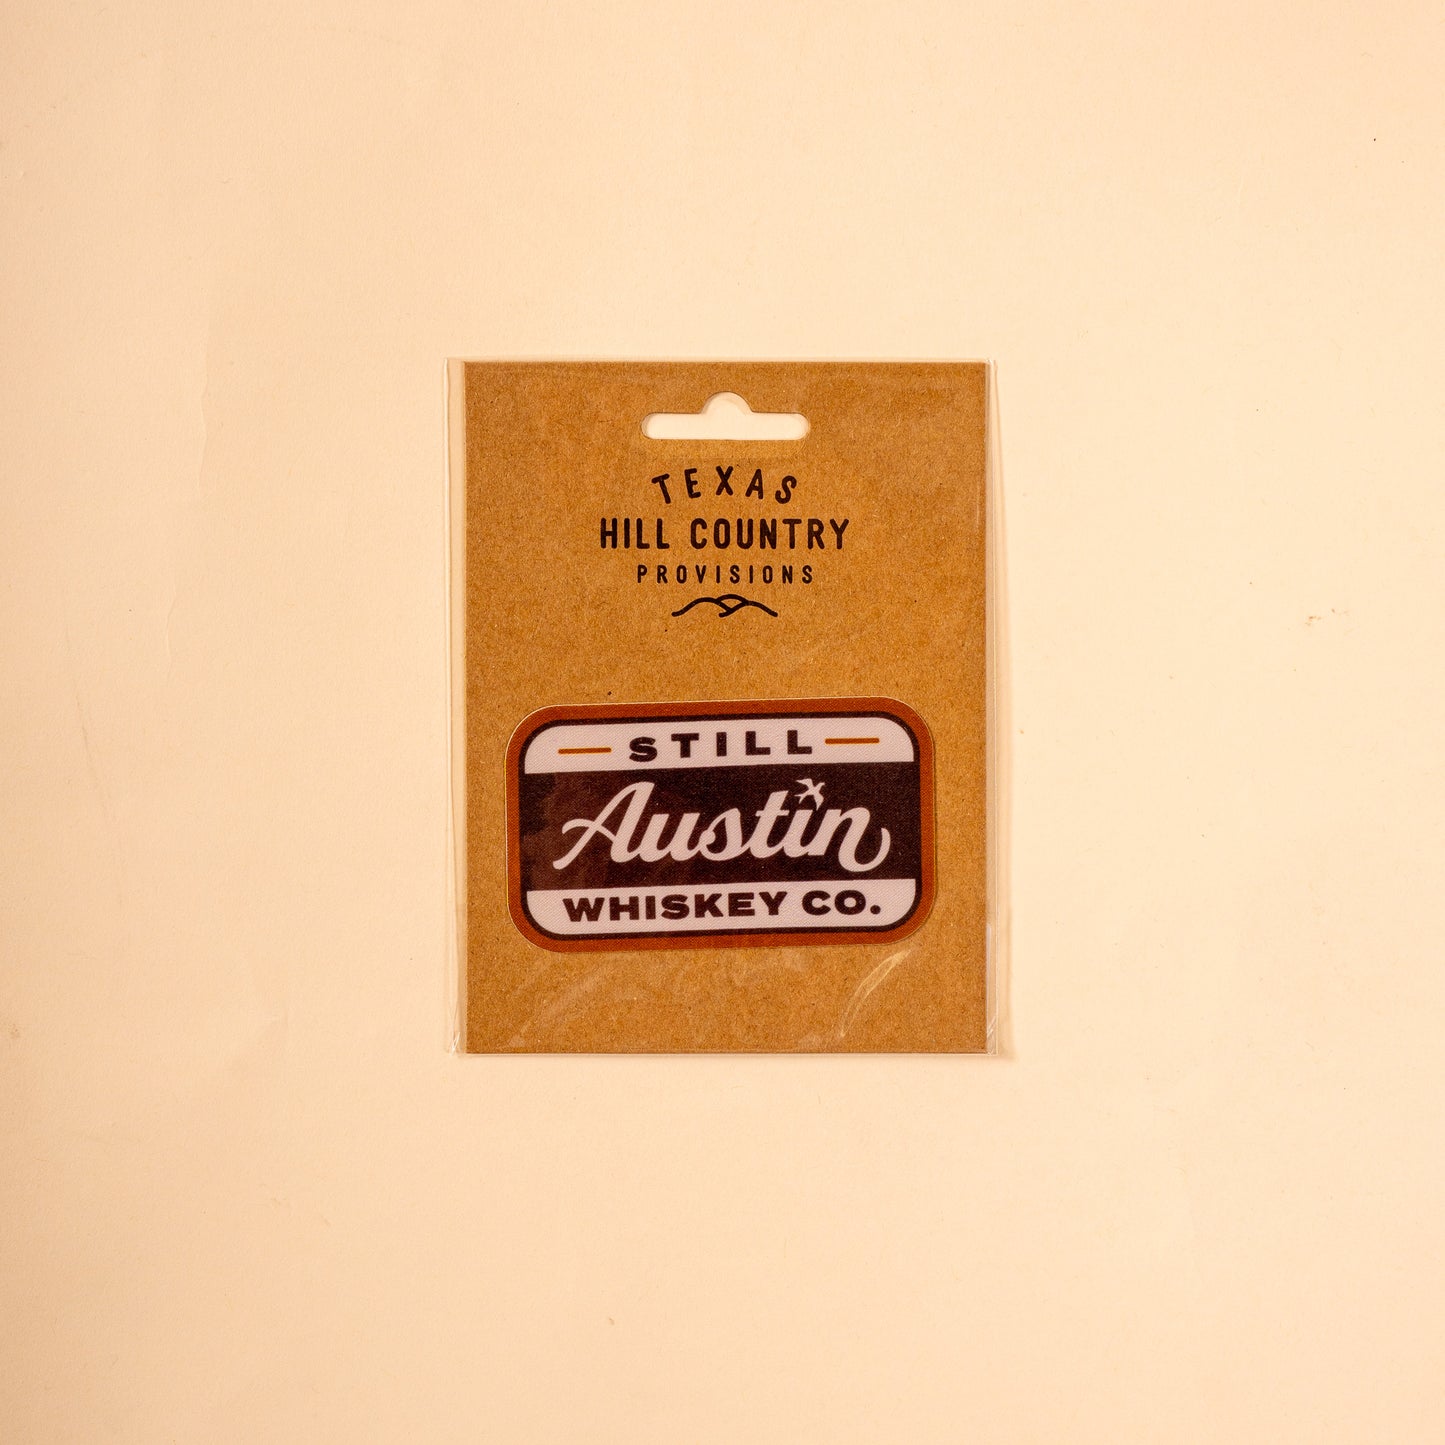 TEXAS
HILL COUNTRY
PROVISIONS
STILL
Austin
WHISKEY CO.